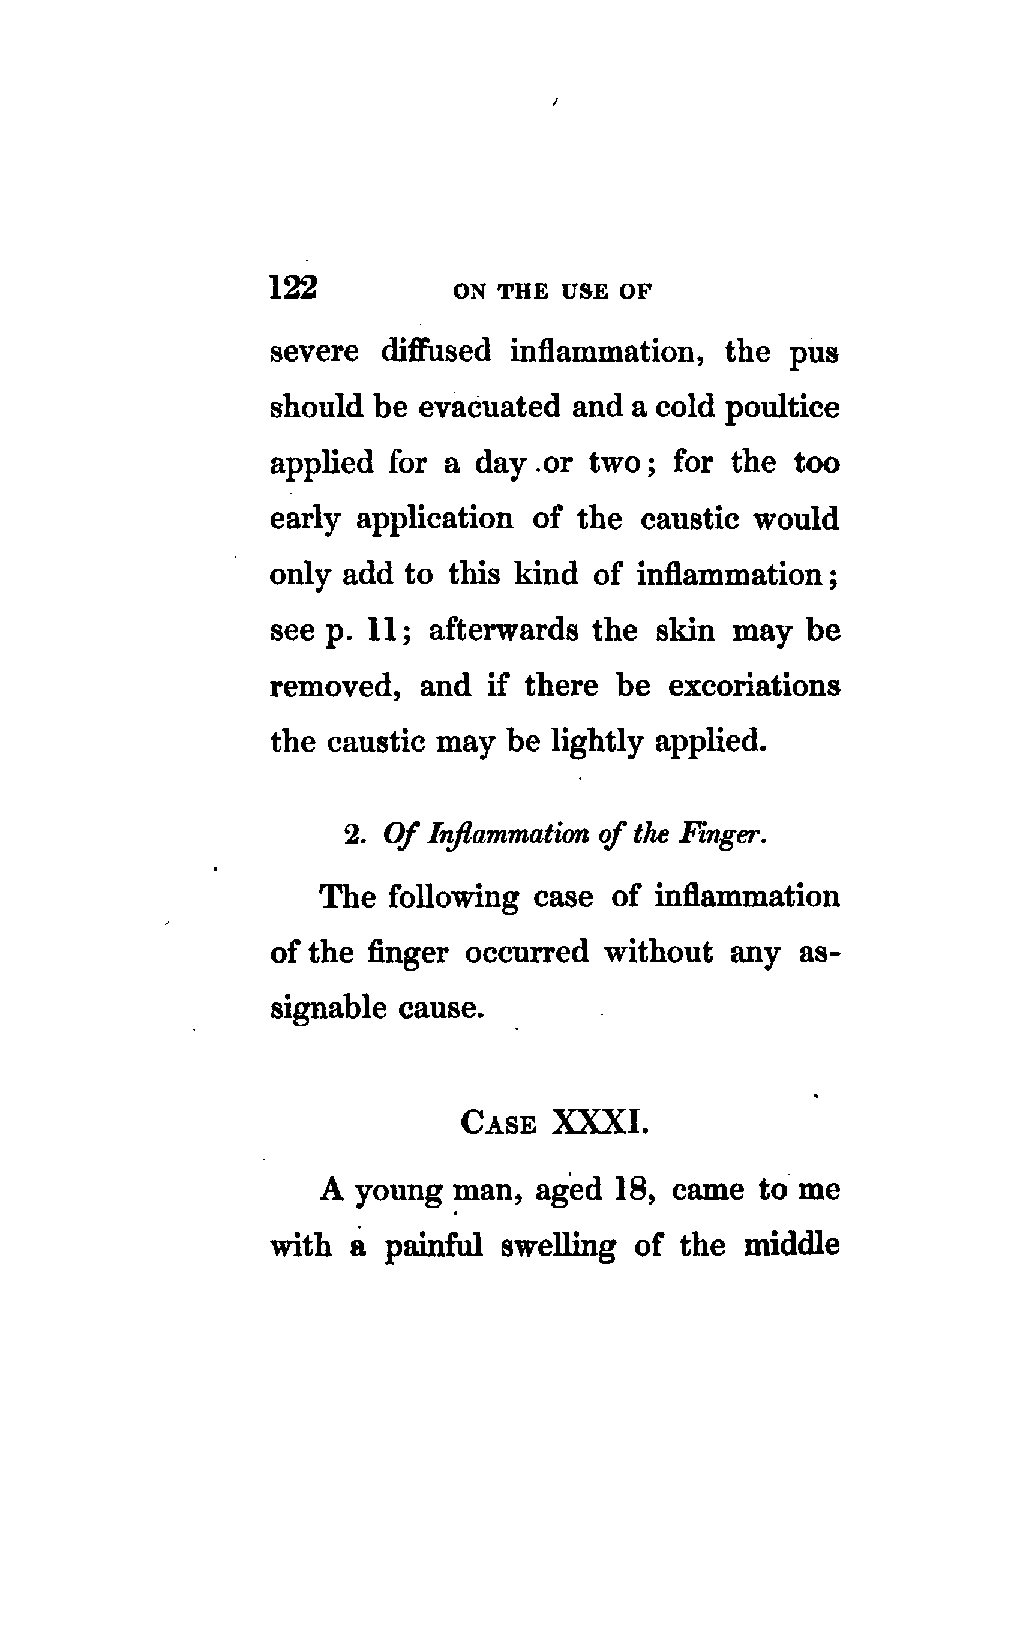 122 ON THE USE OF
severe diffused inflammation, the pus
should be evacuated and a cold poultice
applied for a day or two; for the too
early application of the caustic would
only add to this kind of inflammation;
see p. 11; afterwards the skin may be
removed, and if there be excoriations
the caustic may be lightly applied.
2. Of Inflammation of the Finger.
The following case of inflammation
of the finger occurred without any as-
signable cause.
CASE XXXI.
A young man, aged 18, came to me
with a painful swelling of the middle